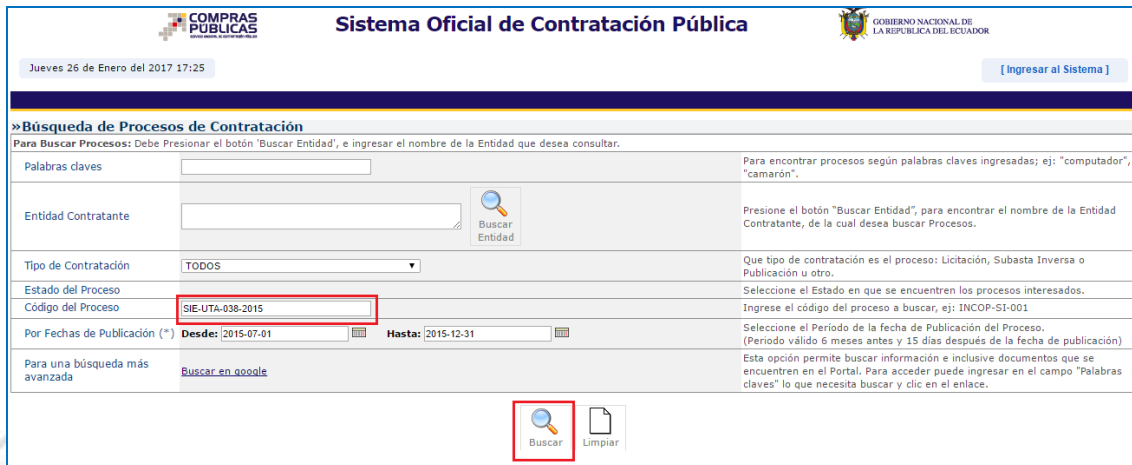 COMPRAS
PÚBLICAS
Sistema Oficial de Contratación Pública
GOBIERNO NACIONAL DE
LA REPUBLICA DEL ECUADOR
Jueves 26 de Enero del 2017 17:25
[ Ingresar al Sistema ]
»Búsqueda de Procesos de Contratación
Para Buscar Procesos: Debe Presionar el botón 'Buscar Entidad', e ingresar el nombre de la Entidad que desea consultar.
Palabras claves
Para encontrar procesos según palabras claves ingresadas; ej: "computador",
"camarón".
Entidad Contratante
Buscar
Entidad
Presione el botón "Buscar Entidad", para encontrar el nombre de la Entidad
Contratante, de la cual desea buscar Procesos.
Tipo de Contratación
TODOS
Que tipo de contratación es el proceso: Licitación, Subasta Inversa o
Publicación u otro.
Estado del Proceso
Seleccione el Estado en que se encuentren los procesos interesados.
Código del Proceso
SIE-UTA-038-2015
Ingrese el código del proceso a buscar, ej: INCOP-SI-001
Por Fechas de Publicación (*) Desde: 2015-07-01 Hasta: 2015-12-31
Seleccione el Período de la fecha de Publicación del Proceso.
(Periodo válido 6 meses antes y 15 días después de la fecha de publicación)
Para una búsqueda más
avanzada
Buscar en google
Esta opción permite buscar información e inclusive documentos que se
encuentren en el Portal. Para acceder puede ingresar en el campo "Palabras
claves" lo que necesita buscar y clic en el enlace.
Buscar
Limpiar